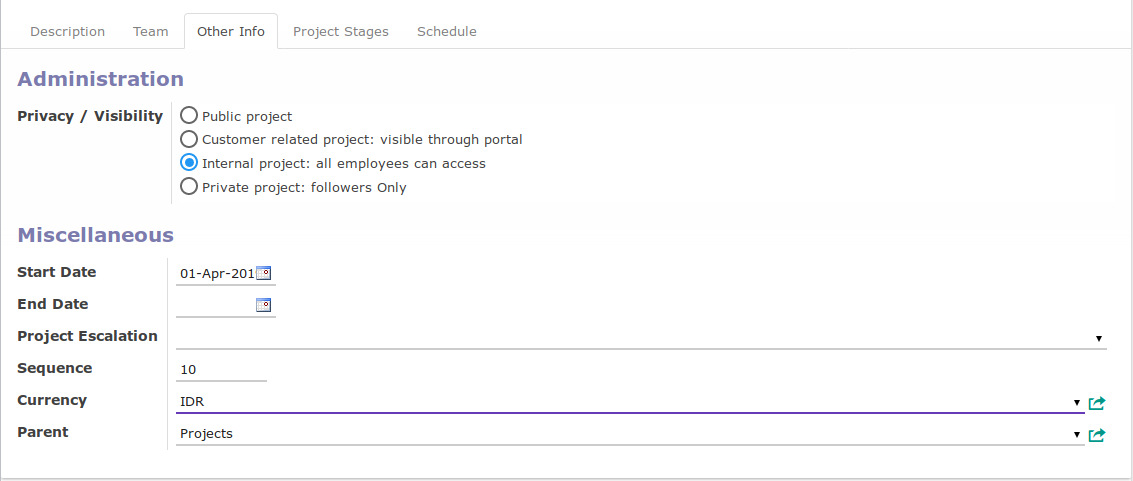 Description Team Other Info Project Stages Schedule
Administration
Privacy / Visibility Public project
Customer related project: visible through portal
Internal project: all employees can access
Private project: followers Only
Miscellaneous
Start Date 01-Apr-201
End Date
Project Escalation
Sequence 10
Currency IDR
Parent Projects